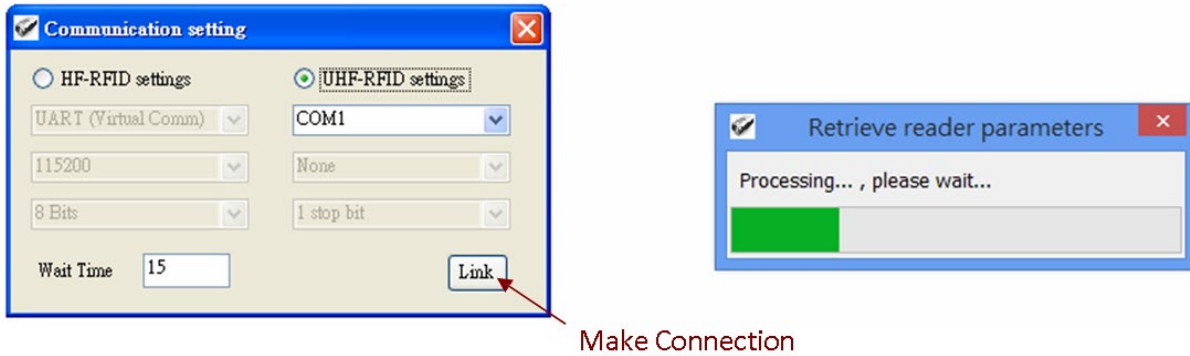 Communication setting
HF-RFID settings
UHF-RFID settings
UART (Virtual Comm)
COM1
115200
None
8 Bits
1 stop bit
Wait Time
15
Link
Make Connection
Retrieve reader parameters
Processing... , please wait...